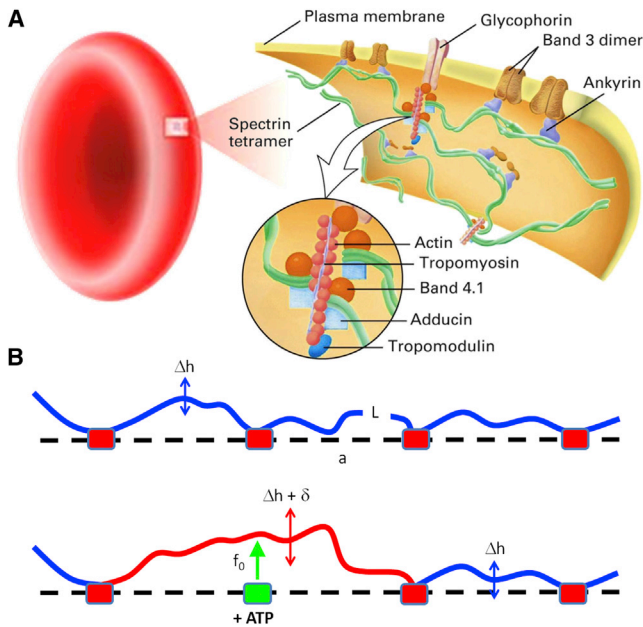 A
Plasma membrane
Glycophorin
Band 3 dimer
Ankyrin
Spectrin
tetramer
Actin
Tropomyosin
Band 4.1
Adducin
Tropomodulin
B
Δh
L
a
Δh + δ
f₀
Δh
+ ATP